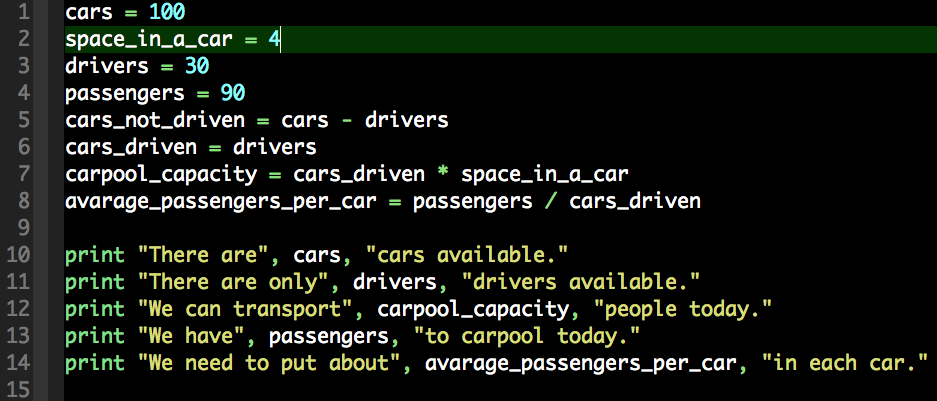 1 cars = 100
2 space_in_a_car = 4
3 drivers = 30
4 passengers = 90
5 cars_not_driven = cars - drivers
6 cars_driven = drivers
7 carpool_capacity = cars_driven * space_in_a_car
8 avarage_passengers_per_car = passengers / cars_driven
9
10 print "There are", cars, "cars available."
11 print "There are only", drivers, "drivers available."
12 print "We can transport", carpool_capacity, "people today."
13 print "We have", passengers, "to carpool today."
14 print "We need to put about", avarage_passengers_per_car, "in each car."
15